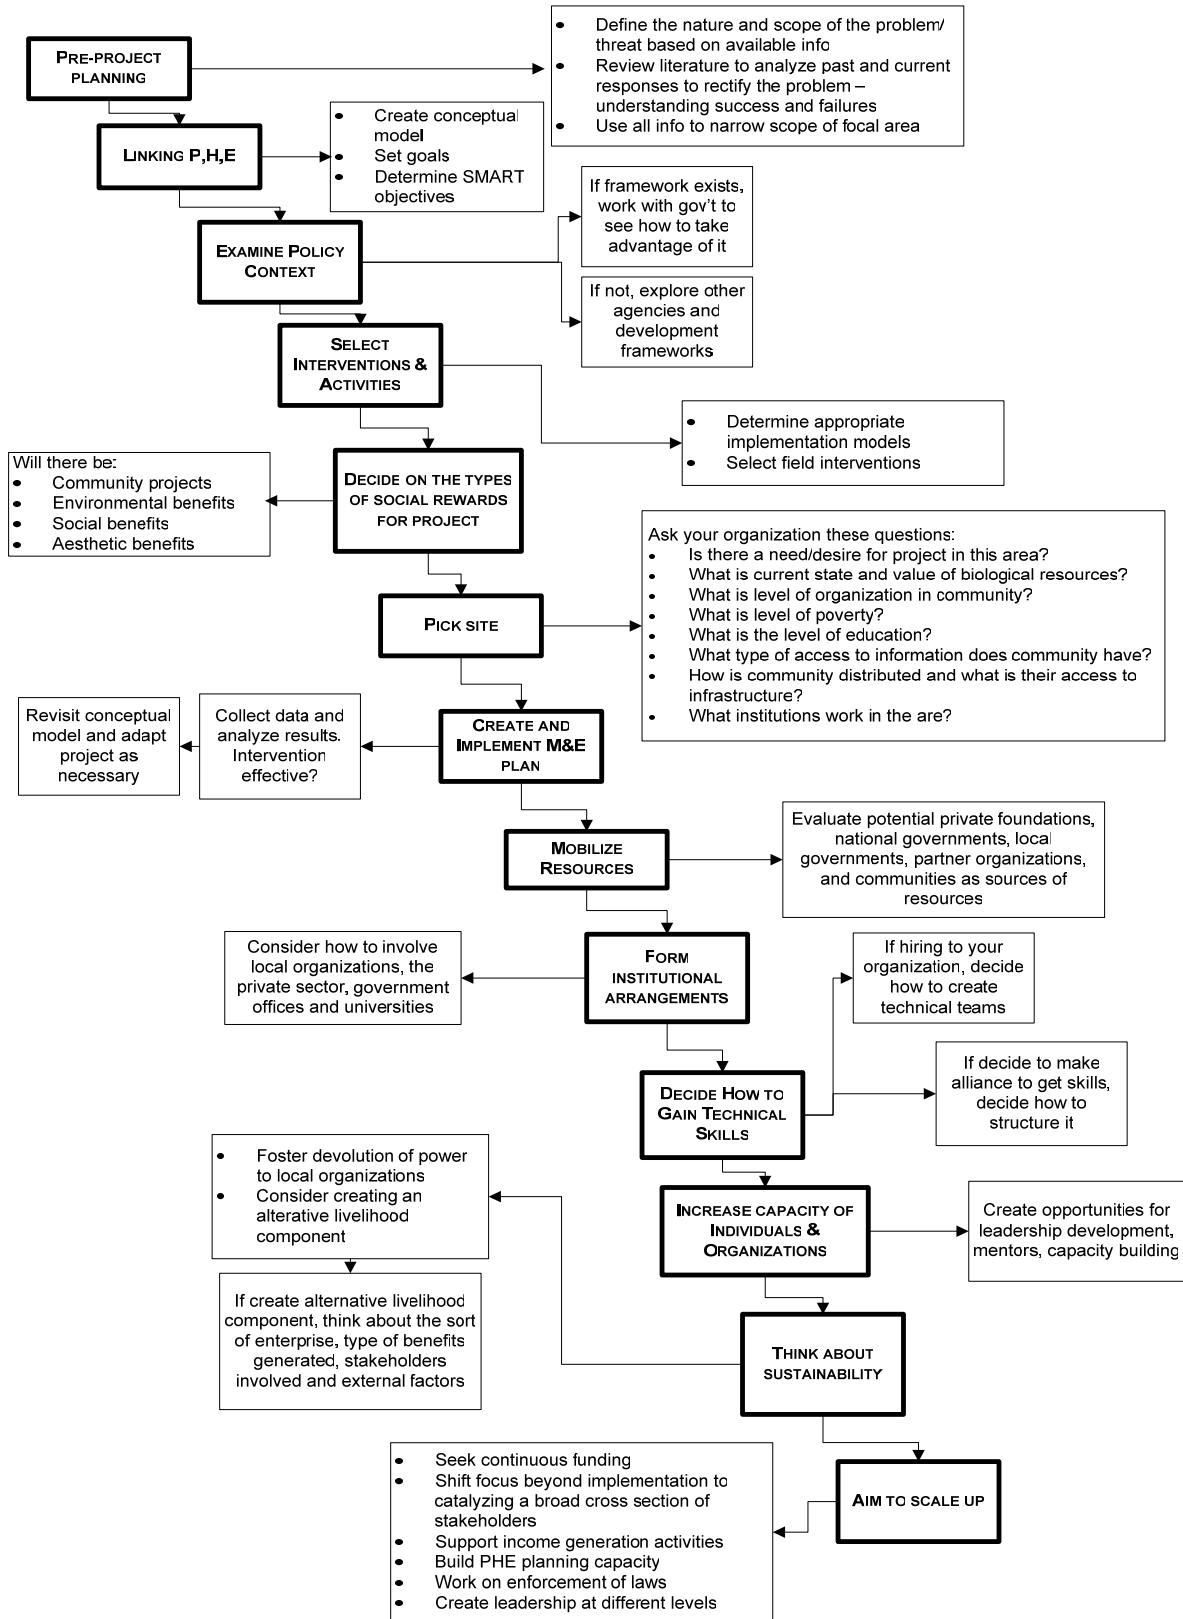 PRE-PROJECT
PLANNING
• Define the nature and scope of the problem/
threat based on available info
• Review literature to analyze past and current
responses to rectify the problem –
understanding success and failures
• Use all info to narrow scope of focal area
LINKING P,H,E
• Create conceptual
model
• Set goals
• Determine SMART
objectives
EXAMINE POLICY
CONTEXT
If framework exists,
work with gov't to
see how to take
advantage of it
If not, explore other
agencies and
development
frameworks
SELECT
INTERVENTIONS &
ACTIVITIES
• Determine appropriate
implementation models
• Select field interventions
DECIDE ON THE TYPES
OF SOCIAL REWARDS
FOR PROJECT
Will there be:
• Community projects
• Environmental benefits
• Social benefits
• Aesthetic benefits
PICK SITE
Ask your organization these questions:
• Is there a need/desire for project in this area?
• What is current state and value of biological resources?
• What is level of organization in community?
• What is level of poverty?
• What is the level of education?
• What type of access to information does community have?
• How is community distributed and what is their access to
infrastructure?
• What institutions work in the are?
CREATE AND
IMPLEMENT M&E
PLAN
Collect data and
analyze results.
Intervention
effective?
Revisit conceptual
model and adapt
project as
necessary
MOBILIZE
RESOURCES
Evaluate potential private foundations,
national governments, local
governments, partner organizations,
and communities as sources of
resources
FORM
INSTITUTIONAL
ARRANGEMENTS
Consider how to involve
local organizations, the
private sector, government
offices and universities
DECIDE HOW TO
GAIN TECHNICAL
SKILLS
If hiring to your
organization, decide
how to create
technical teams
If decide to make
alliance to get skills,
decide how to
structure it
INCREASE CAPACITY OF
INDIVIDUALS &
ORGANIZATIONS
Create opportunities for
leadership development,
mentors, capacity building
THINK ABOUT
SUSTAINABILITY
• Foster devolution of power
to local organizations
• Consider creating an
alterative livelihood
component
If create alternative livelihood
component, think about the sort
of enterprise, type of benefits
generated, stakeholders
involved and external factors
AIM TO SCALE UP
• Seek continuous funding
• Shift focus beyond implementation to
catalyzing a broad cross section of
stakeholders
• Support income generation activities
• Build PHE planning capacity
• Work on enforcement of laws
• Create leadership at different levels